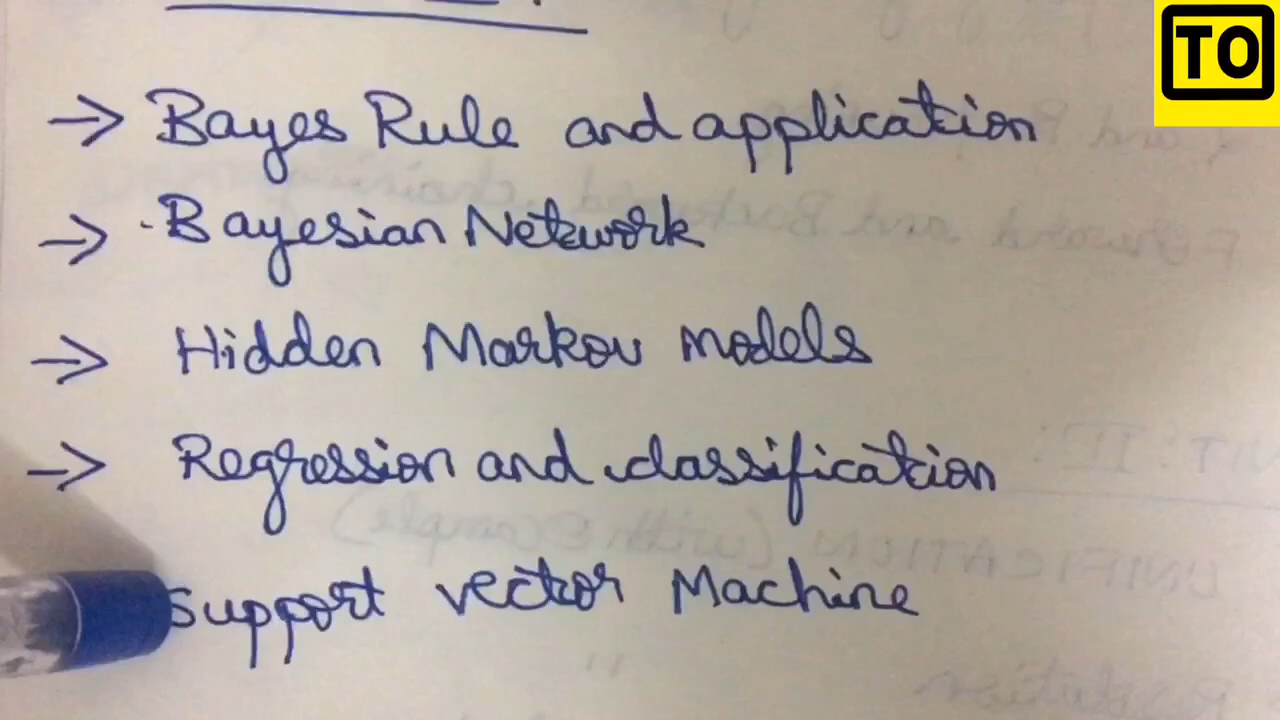 TO
→ Bayes Rule and application
→ Bayesian Network
→ Hidden Markov models
→ Regression and classification
Support vector Machine